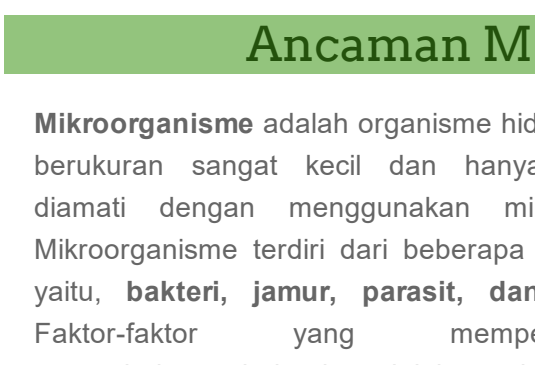 Ancaman M
Mikroorganisme adalah organisme hid
berukuran sangat kecil dan hanya
diamati dengan menggunakan mi
Mikroorganisme terdiri dari beberapa
yaitu, bakteri, jamur, parasit, dan
Faktor-faktor yang mempe